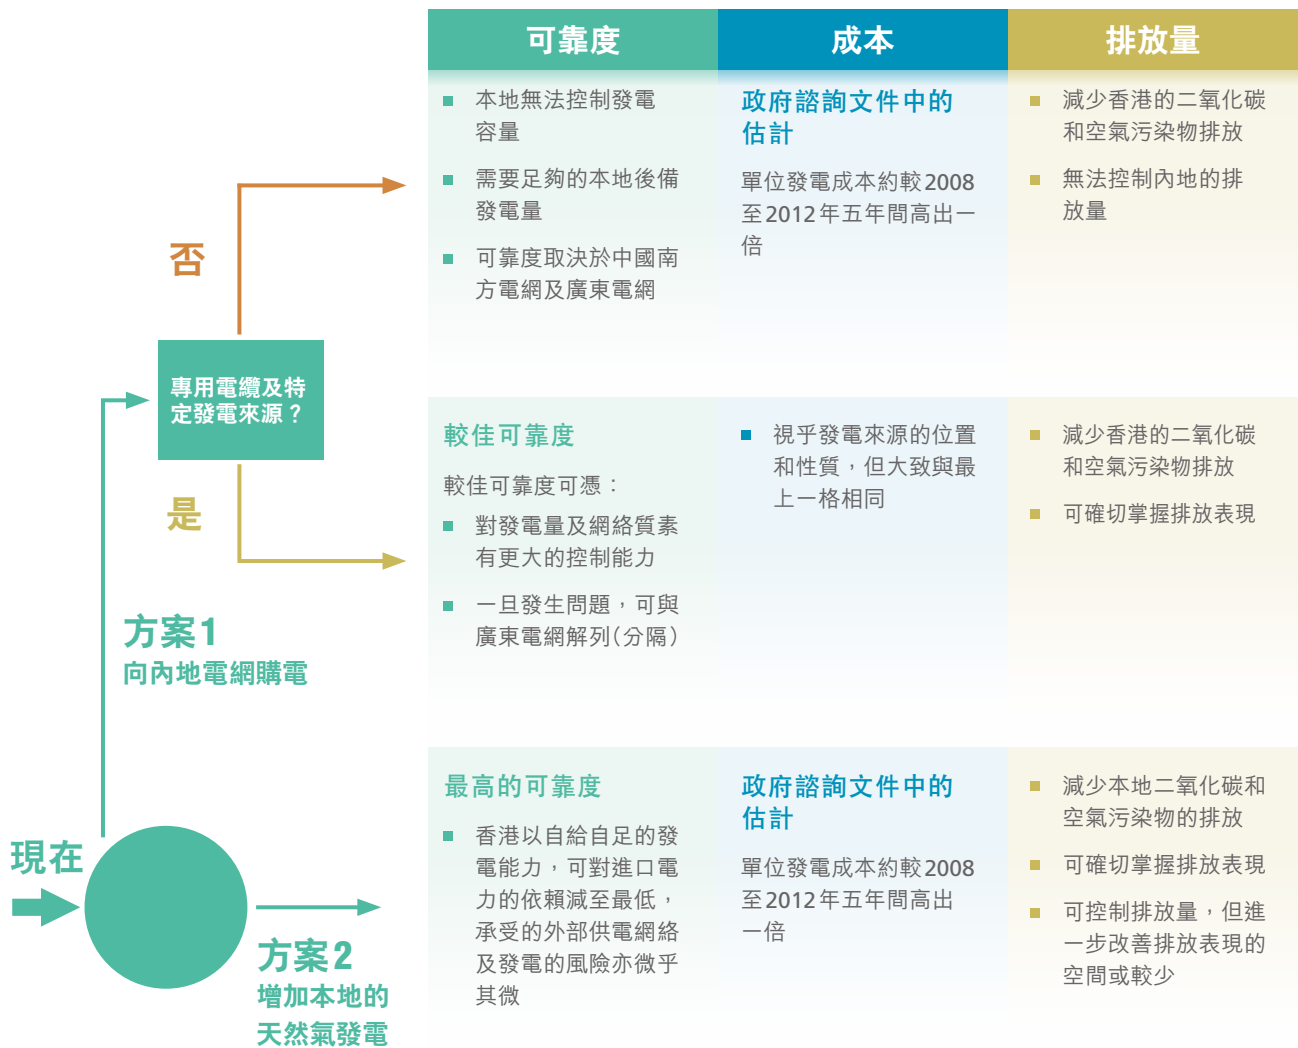 可靠度
成本
排放量
本地無法控制發電
容量
需要足夠的本地後備
發電量
可靠度取決於中國南
方電網及廣東電網
政府諮詢文件中的
估計
單位發電成本約較2008
至2012年五年間高出一
倍
減少香港的二氧化碳
和空氣污染物排放
無法控制內地的排
放量
否
專用電纜及特
定發電來源？
是
較佳可靠度
較佳可靠度可憑：
對發電量及網絡質素
有更大的控制能力
一旦發生問題，可與
廣東電網解列(分隔)
視乎發電來源的位置
和性質，但大致與最
上一格相同
減少香港的二氧化碳
和空氣污染物排放
可確切掌握排放表現
方案1
向內地電網購電
現在
方案2
增加本地的
天然氣發電
最高的可靠度
香港以自給自足的發
電能力，可對進口電
力的依賴減至最低，
承受的外部供電網絡
及發電的風險亦微乎
其微
政府諮詢文件中的
估計
單位發電成本約較2008
至2012年五年間高出
一倍
減少本地二氧化碳和
空氣污染物的排放
可確切掌握排放表現
可控制排放量，但進
一步改善排放表現的
空間或較少